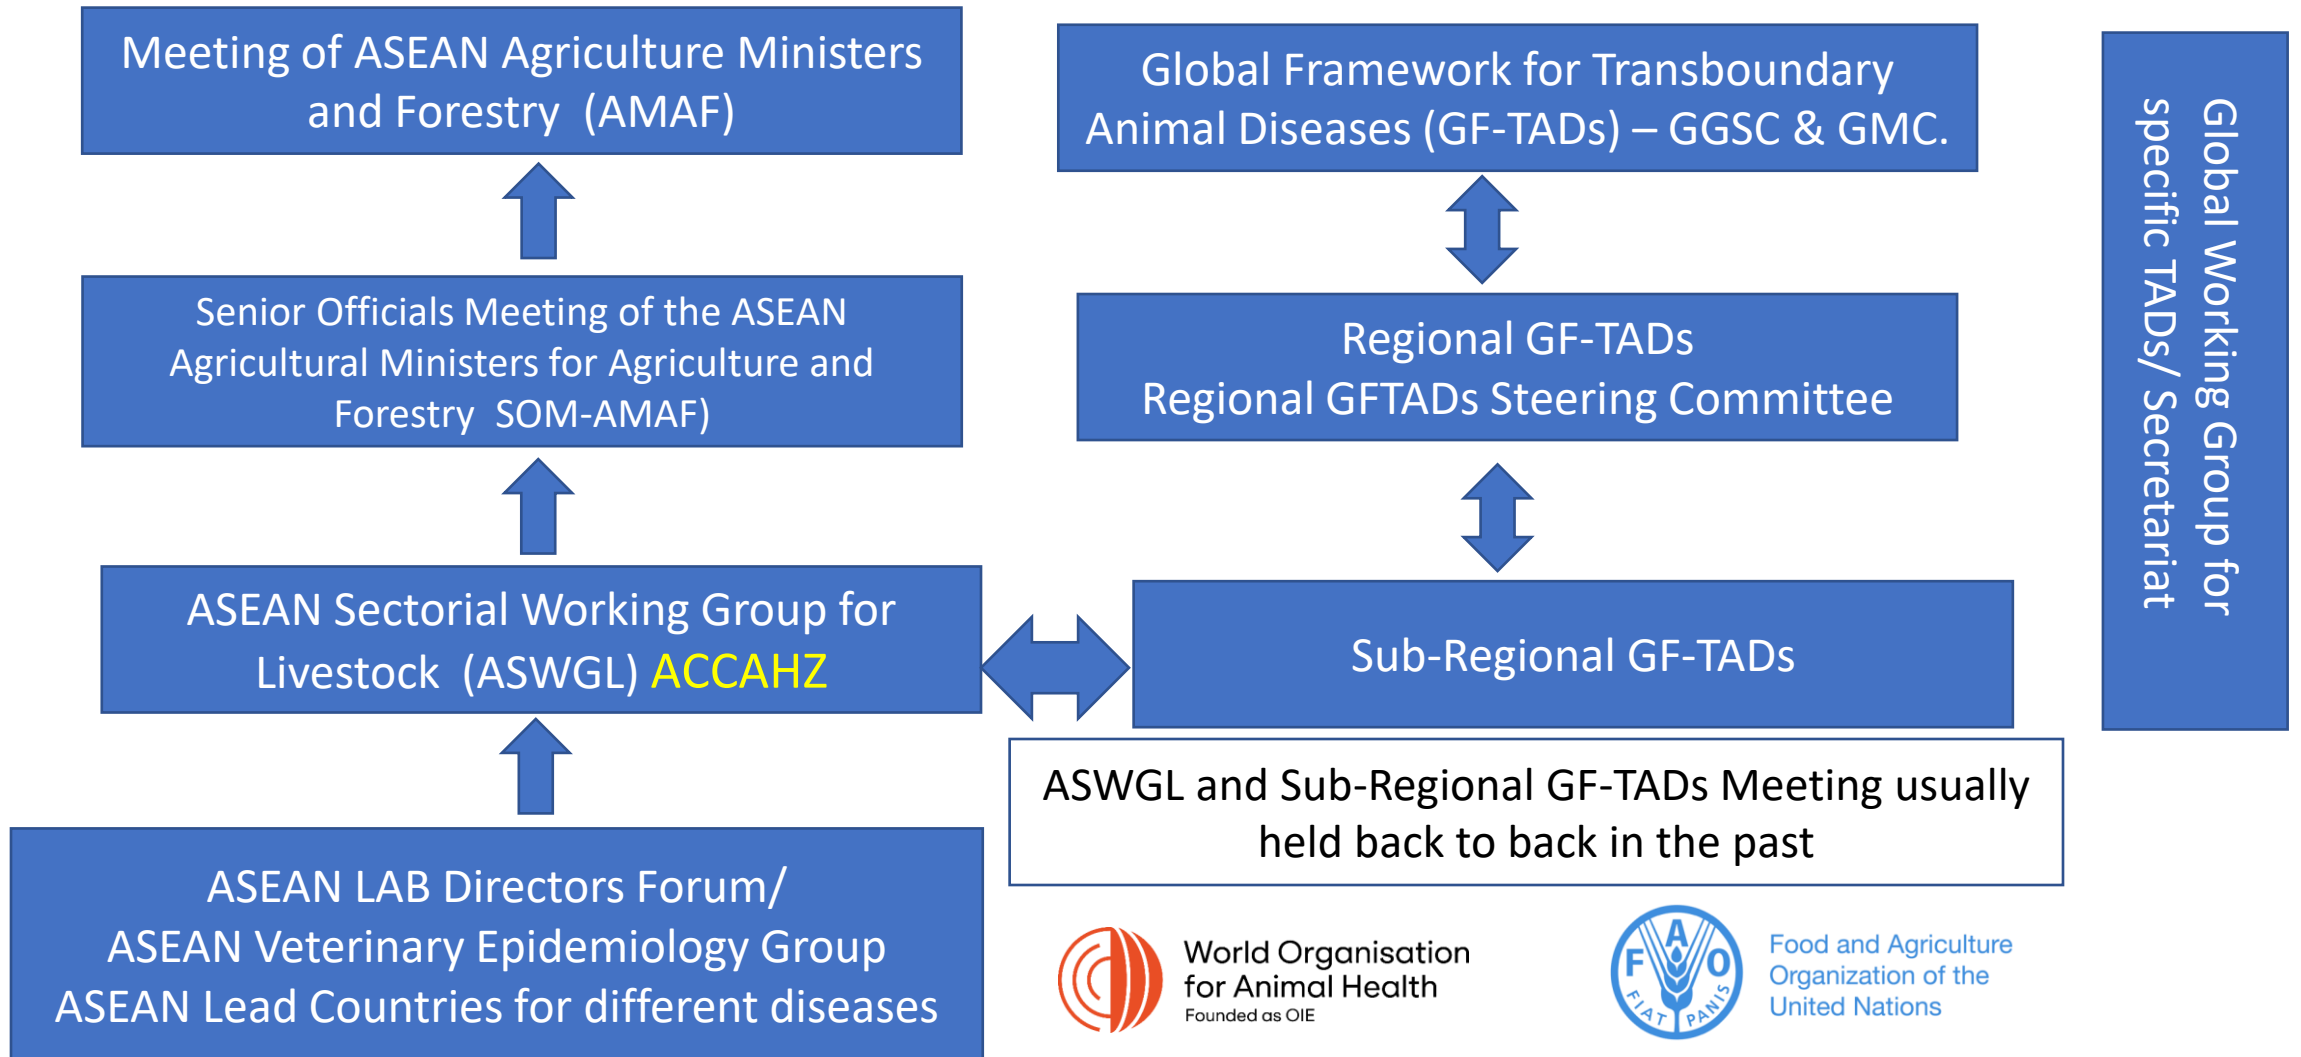 Meeting of ASEAN Agriculture Ministers
and Forestry (AMAF)
Senior Officials Meeting of the ASEAN
Agricultural Ministers for Agriculture and
Forestry SOM-AMAF)
ASEAN Sectorial Working Group for
Livestock (ASWGL) ACCAHZ
ASEAN LAB Directors Forum/
ASEAN Veterinary Epidemiology Group
ASEAN Lead Countries for different diseases
Global Framework for Transboundary
Animal Diseases (GF-TADs) – GGSC & GMC.
Regional GF-TADs
Regional GFTADs Steering Committee
Sub-Regional GF-TADs
ASWGL and Sub-Regional GF-TADs Meeting usually
held back to back in the past
Global Working Group for
specific TADs/ Secretariat
World Organisation
for Animal Health
Founded as OIE
F A O
FIAT PANIS
Food and Agriculture
Organization of the
United Nations